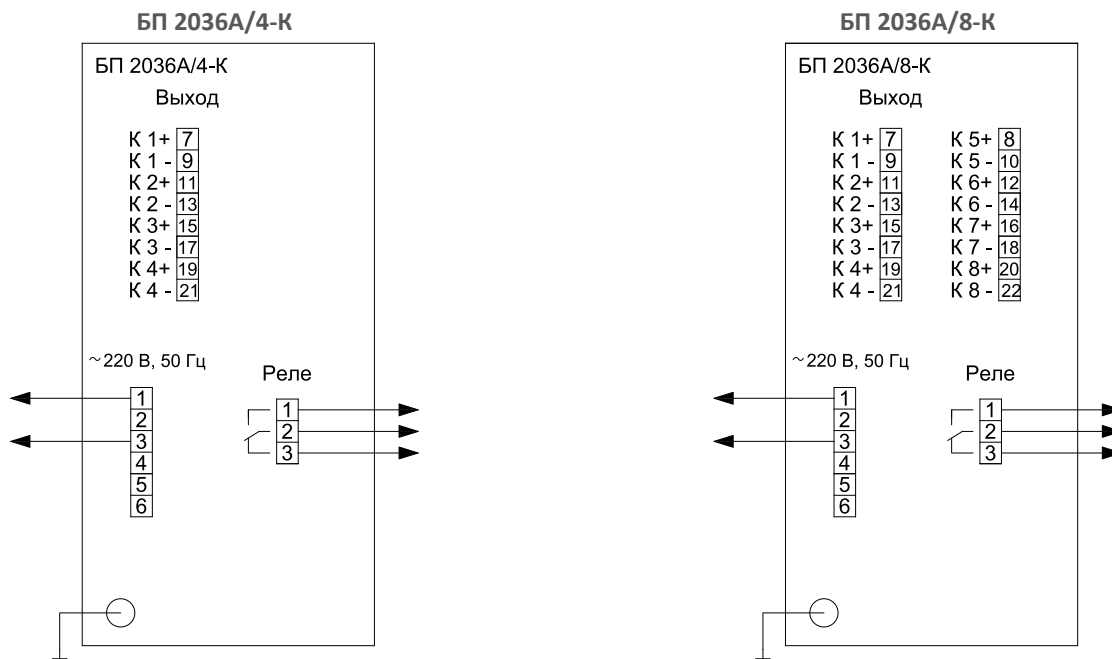 БП 2036А/4-К
БП 2036А/4-К
Выход
К 1+ 7
К 1 - 9
К 2+ 11
К 2 - 13
К 3+ 15
К 3 - 17
К 4+ 19
К 4 - 21
~220 В, 50 Гц
1
2
3
4
5
6
Реле
1
2
3
БП 2036А/8-К
БП 2036А/8-К
Выход
К 1+ 7
К 1 - 9
К 2+ 11
К 2 - 13
К 3+ 15
К 3 - 17
К 4+ 19
К 4 - 21
К 5+ 8
К 5 - 10
К 6+ 12
К 6 - 14
К 7+ 16
К 7 - 18
К 8+ 20
К 8 - 22
~220 В, 50 Гц
1
2
3
4
5
6
Реле
1
2
3